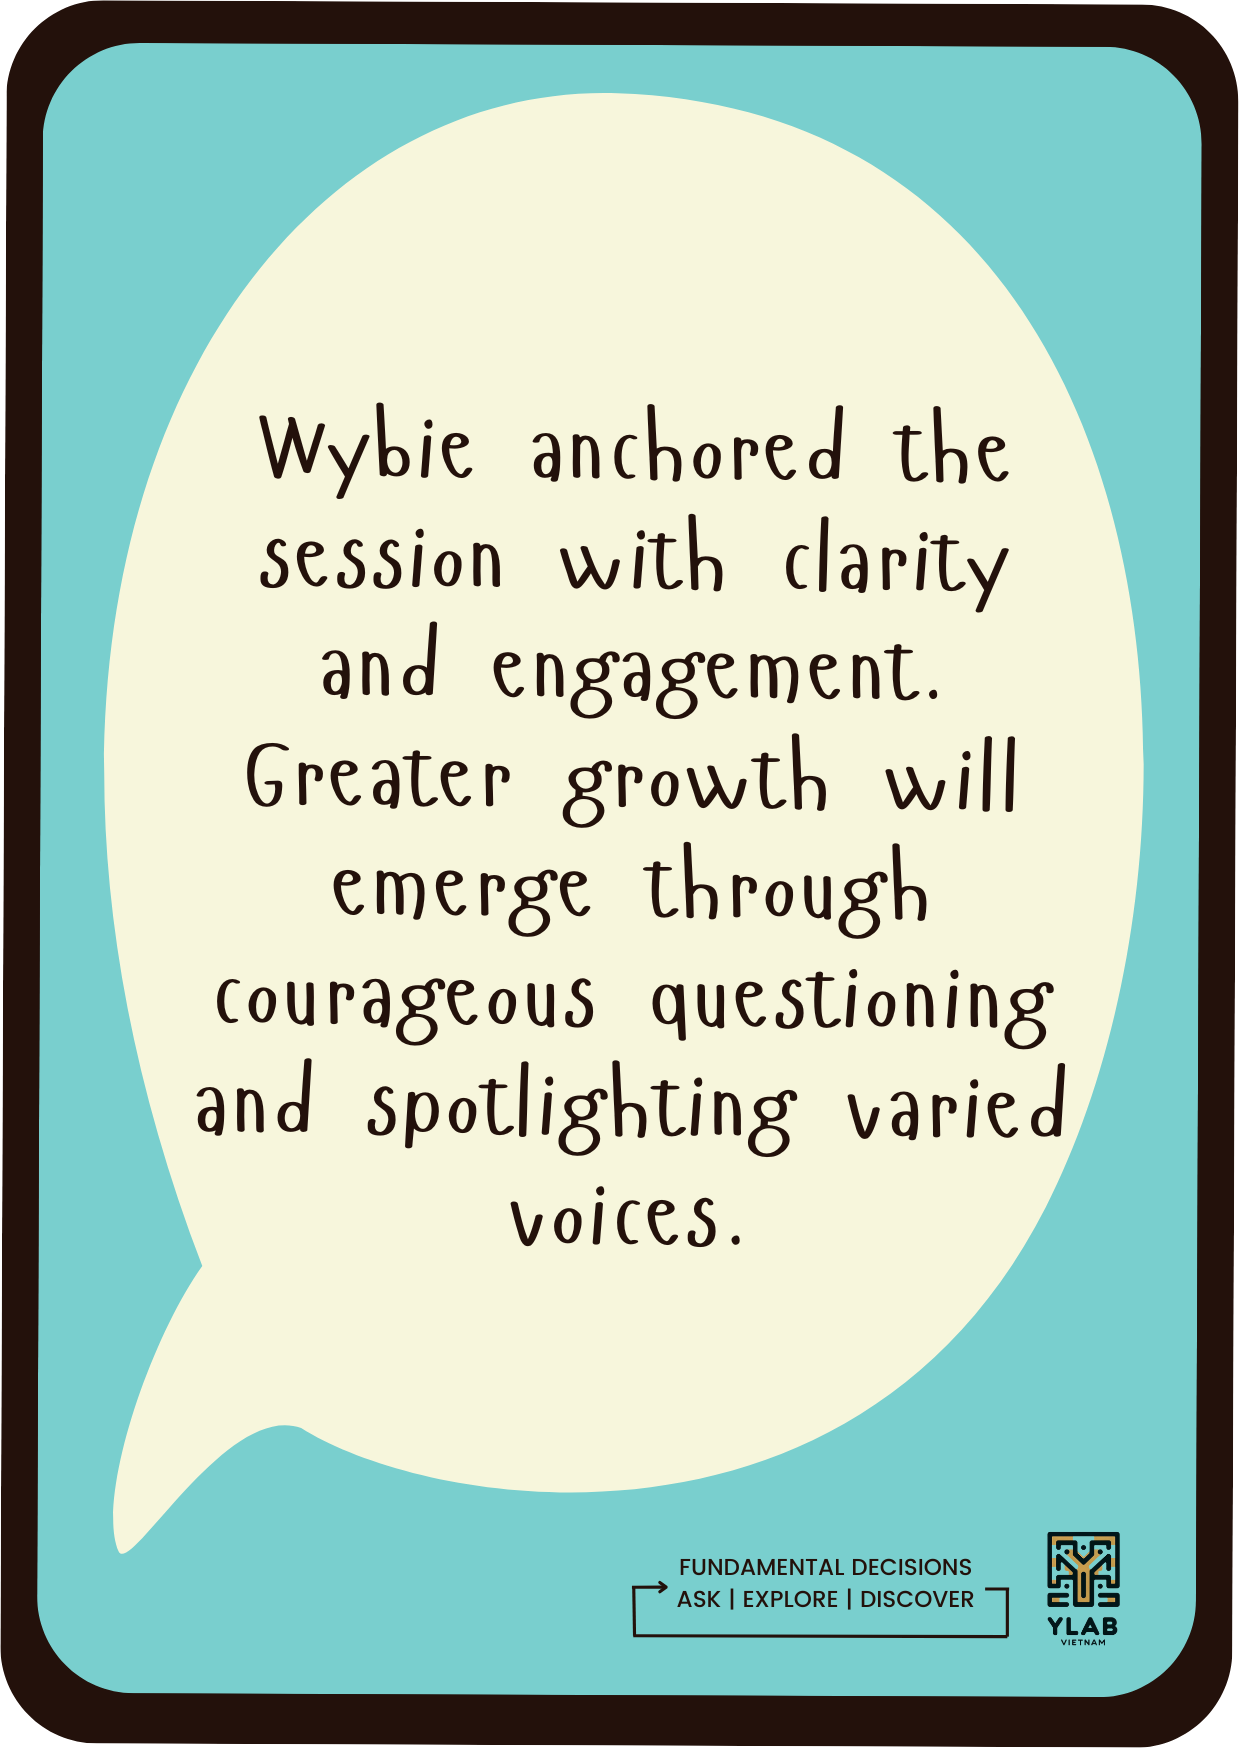 Wybie anchored the
session with clarity
and engagement.
Greater growth will
emerge through
courageous questioning
and spotlighting varied
voices.
FUNDAMENTAL DECISIONS
ASK | EXPLORE | DISCOVER
YLAB
VIETNAM